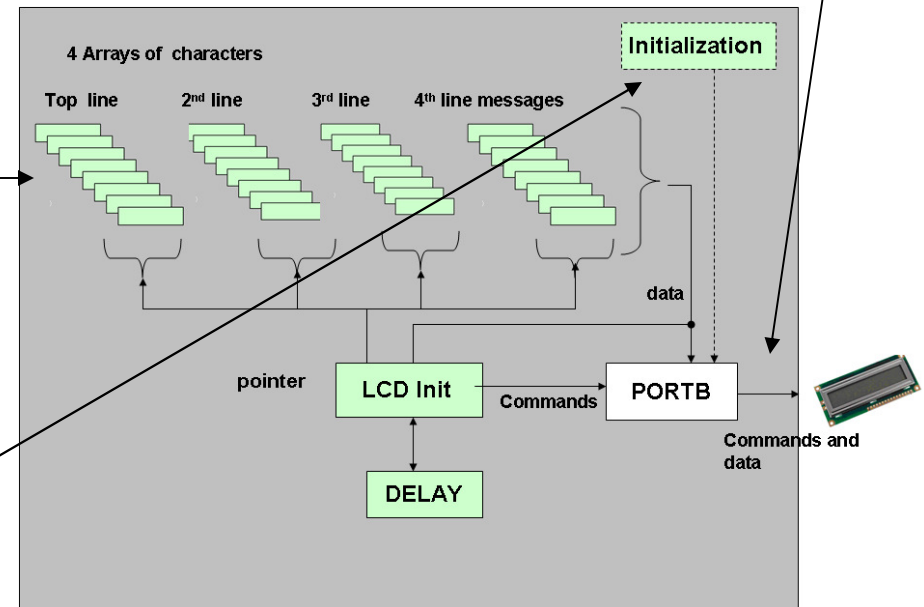 Initialization
4 Arrays of characters
Top line
2nd line
3rd line
4th line messages
data
pointer
LCD Init
Commands
PORTB
Commands and
data
DELAY